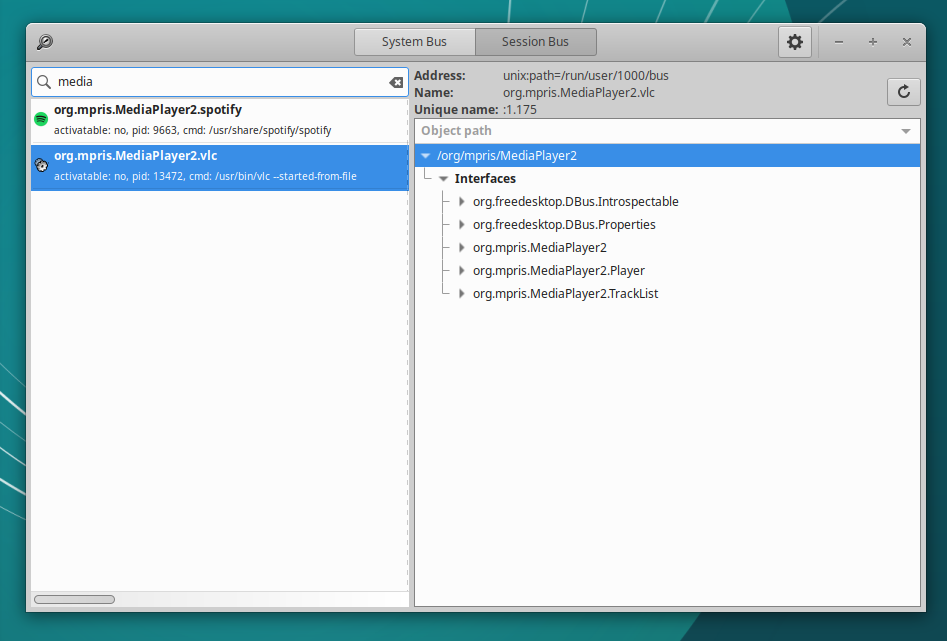 System Bus
Session Bus
media
org.mpris.MediaPlayer2.spotify
activatable: no, pid: 9663, cmd: /usr/share/spotify/spotify
org.mpris.MediaPlayer2.vlc
activatable: no, pid: 13472, cmd: /usr/bin/vlc --started-from-file
Address: unix:path=/run/user/1000/bus
Name: org.mpris.MediaPlayer2.vlc
Unique name: :1.175
Object path
/org/mpris/MediaPlayer2
Interfaces
org.freedesktop.DBus.Introspectable
org.freedesktop.DBus.Properties
org.mpris.MediaPlayer2
org.mpris.MediaPlayer2.Player
org.mpris.MediaPlayer2.TrackList